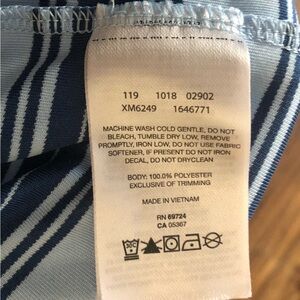 119 1018 02902
XM6249 1646771
MACHINE WASH COLD GENTLE, DO NOT
BLEACH, TUMBLE DRY LOW, REMOVE
PROMPTLY, IRON LOW, DO NOT USE FABRIC
SOFTENER, IF PRESENT DO NOT IRON
DECAL, DO NOT DRYCLEAN
BODY: 100.0% POLYESTER
EXCLUSIVE OF TRIMMING
MADE IN VIETNAM
RN 69724
CA 05367